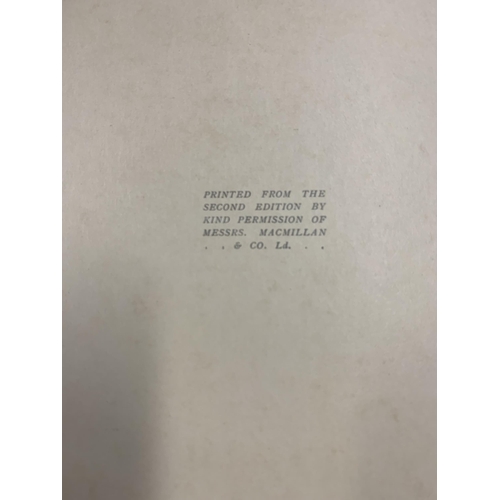 PRINTED FROM THE
SECOND EDITION BY
KIND PERMISSION OF
MESSRS. MACMILLAN
. . & CO. Ld. . .